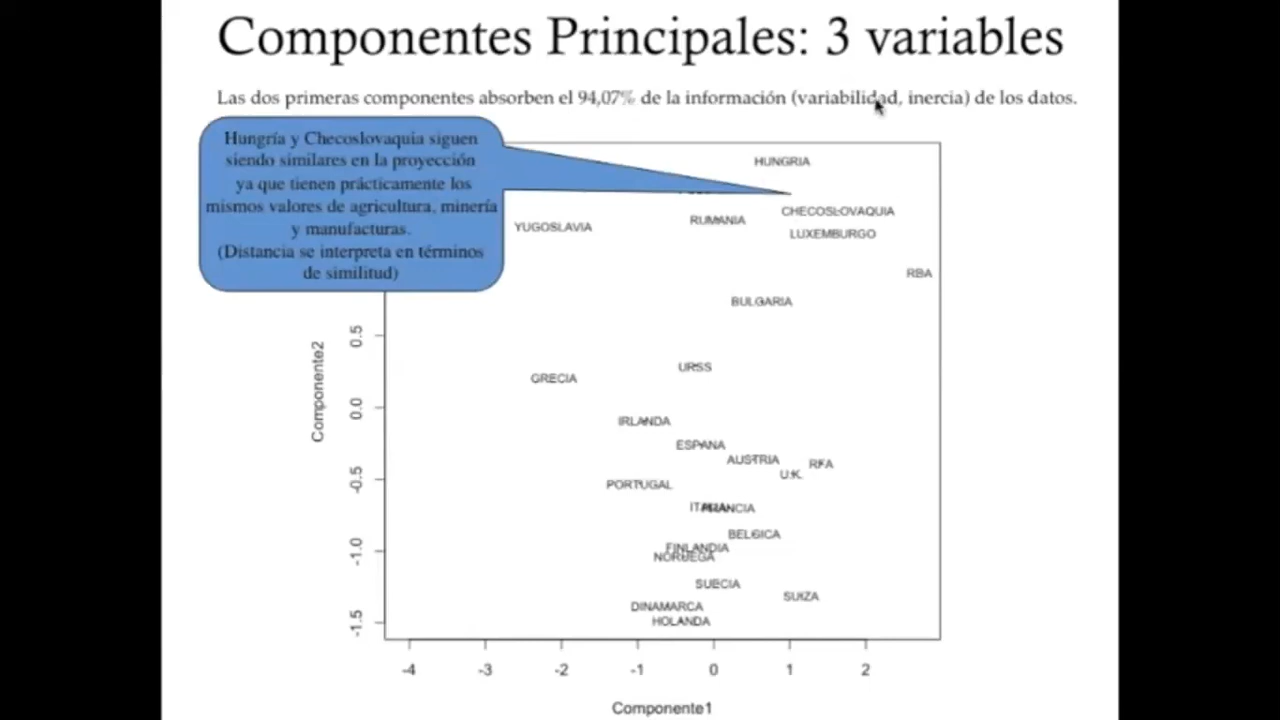 Componentes Principales: 3 variables
Las dos primeras componentes absorben el 94,07% de la información (variabilidad, inercia) de los datos.
Hungría y Checoslovaquia siguen
siendo similares en la proyección
ya que tienen prácticamente los
mismos valores de agricultura, minería
y manufacturas.
(Distancia se interpreta en términos
de similitud)
HUNGRIA
CHECOSLOVAQUIA
RUMANIA
YUGOSLAVIA
LUXEMBURGO
RBA
BULGARIA
URSS
GRECIA
IRLANDA
ESPANA
AUSTRIA
RFA
U.K.
PORTUGAL
ITALIA
FRANCIA
BELGICA
FINLANDIA
NORUEGA
SUECIA
SUIZA
DINAMARCA
HOLANDA
Componente2
0.5
0.0
-0.5
-1.0
-1.5
-4 -3 -2 -1 0 1 2
Componente1